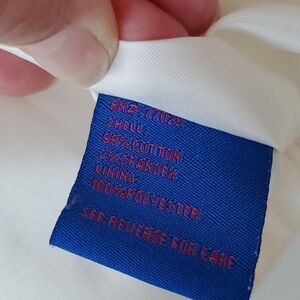 SHELL:
98%COTTON
2%SPANDEX
LINING:
100%POLYESTER
SEE REVERSE FOR CARE